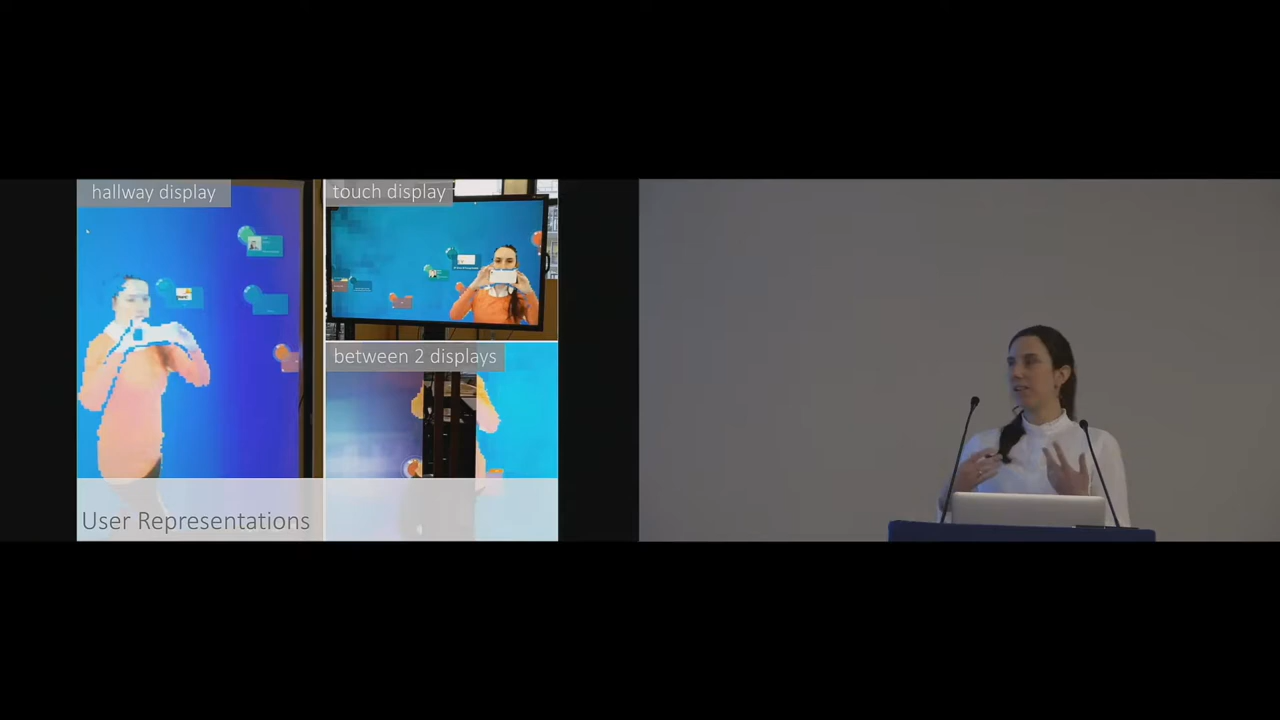 hallway display
touch display
between 2 displays
User Representations